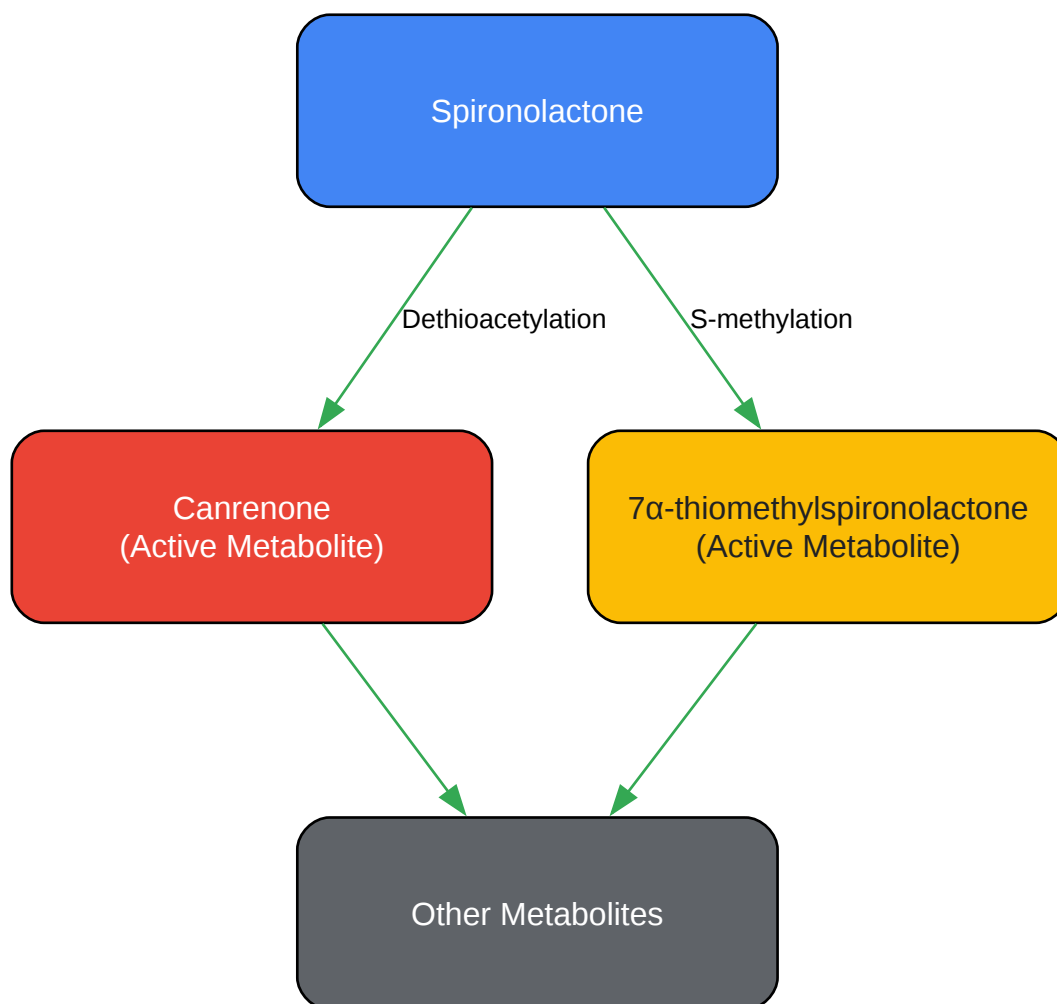 Spironolactone
Dethioacetylation
S-methylation
Canrenone
(Active Metabolite)
7α-thiomethylspironolactone
(Active Metabolite)
Other Metabolites